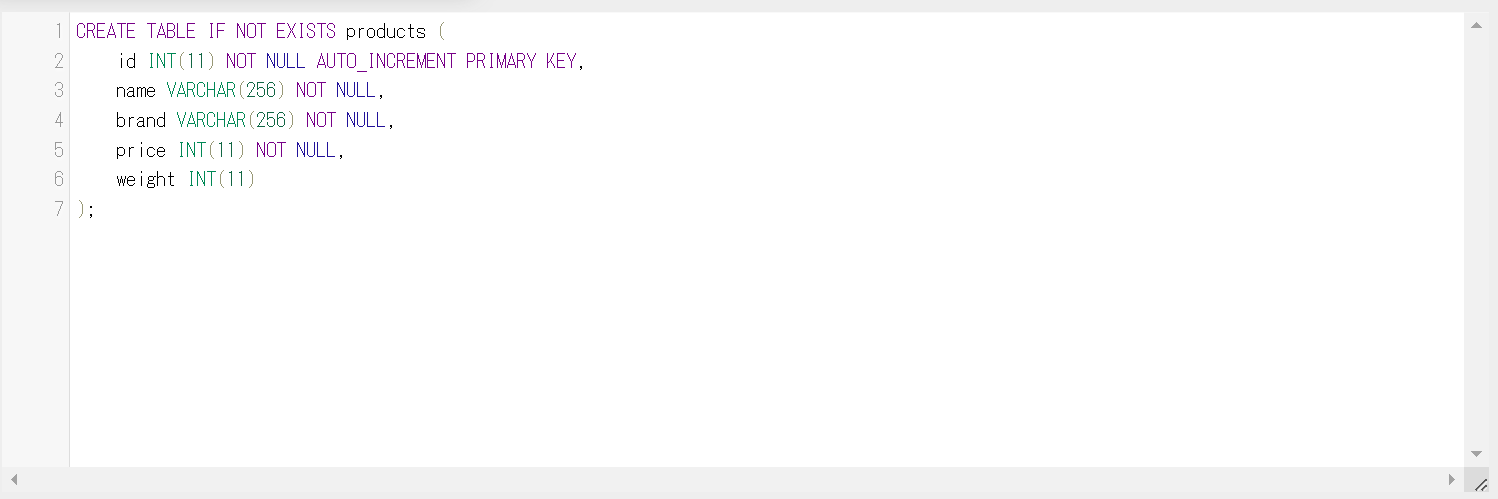 1 CREATE TABLE IF NOT EXISTS products (
2 id INT(11) NOT NULL AUTO_INCREMENT PRIMARY KEY,
3 name VARCHAR(256) NOT NULL,
4 brand VARCHAR(256) NOT NULL,
5 price INT(11) NOT NULL,
6 weight INT(11)
7 );